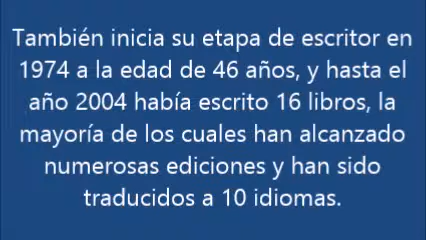 También inicia su etapa de escritor en
1974 a la edad de 46 años, y hasta el
año 2004 había escrito 16 libros, la
mayoría de los cuales han alcanzado
numerosas ediciones y han sido
traducidos a 10 idiomas.